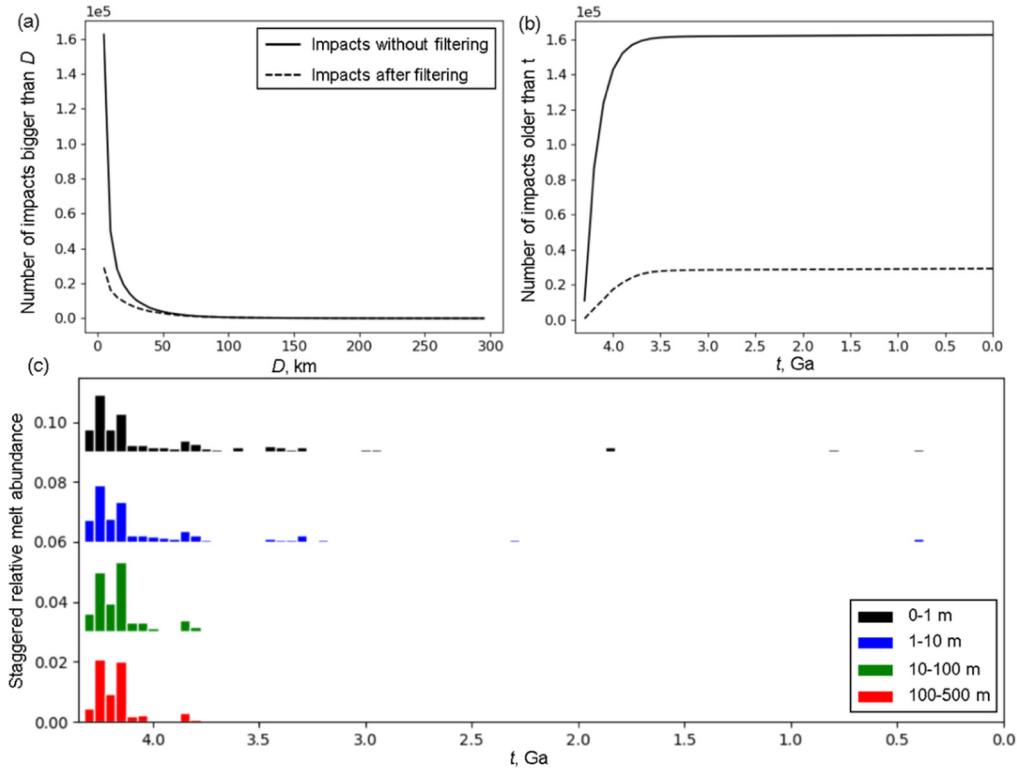 (a)
1e5
Number of impacts bigger than D
1.6
1.4
1.2
1.0
0.8
0.6
0.4
0.2
0.0
Impacts without filtering
Impacts after filtering
0
50
100
150
200
250
300
D, km
(b)
1e5
Number of impacts older than t
1.6
1.4
1.2
1.0
0.8
0.6
0.4
0.2
0.0
4.0
3.5
3.0
2.5
2.0
1.5
1.0
0.5
0.0
t, Ga
(c)
Staggered relative melt abundance
0.10
0.08
0.06
0.04
0.02
0.00
0-1 m
1-10 m
10-100 m
100-500 m
4.0
3.5
3.0
2.5
2.0
1.5
1.0
0.5
0.0
t, Ga